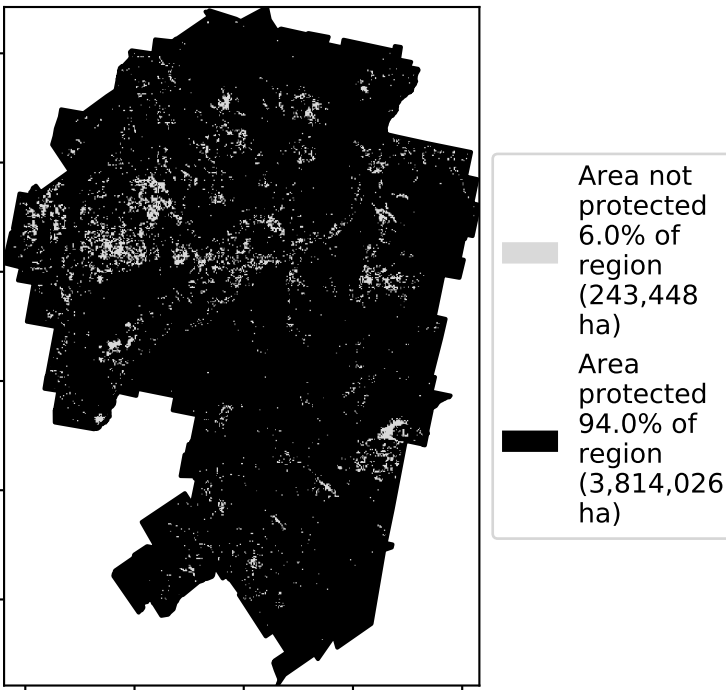 Area not
protected
6.0% of
region
(243,448
ha)
Area
protected
94.0% of
region
(3,814,026
ha)